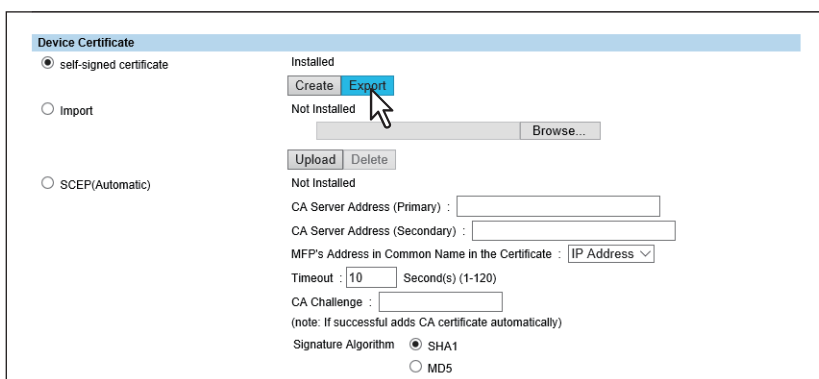 Device Certificate
self-signed certificate Installed
Create Export
Import Not Installed
Browse...
Upload Delete
SCEP(Automatic) Not Installed
CA Server Address (Primary) :
CA Server Address (Secondary) :
MFP's Address in Common Name in the Certificate : IP Address
Timeout : 10 Second(s) (1-120)
CA Challenge :
(note: If successful adds CA certificate automatically)
Signature Algorithm SHA1
MD5